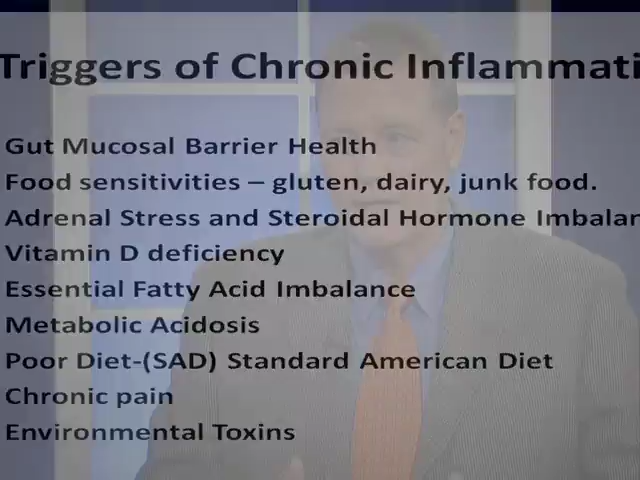 Triggers of Chronic Inflammati
Gut Mucosal Barrier Health
Food sensitivities – gluten, dairy, junk food.
Adrenal Stress and Steroidal Hormone Imbalan
Vitamin D deficiency
Essential Fatty Acid Imbalance
Metabolic Acidosis
Poor Diet-(SAD) Standard American Diet
Chronic pain
Environmental Toxins